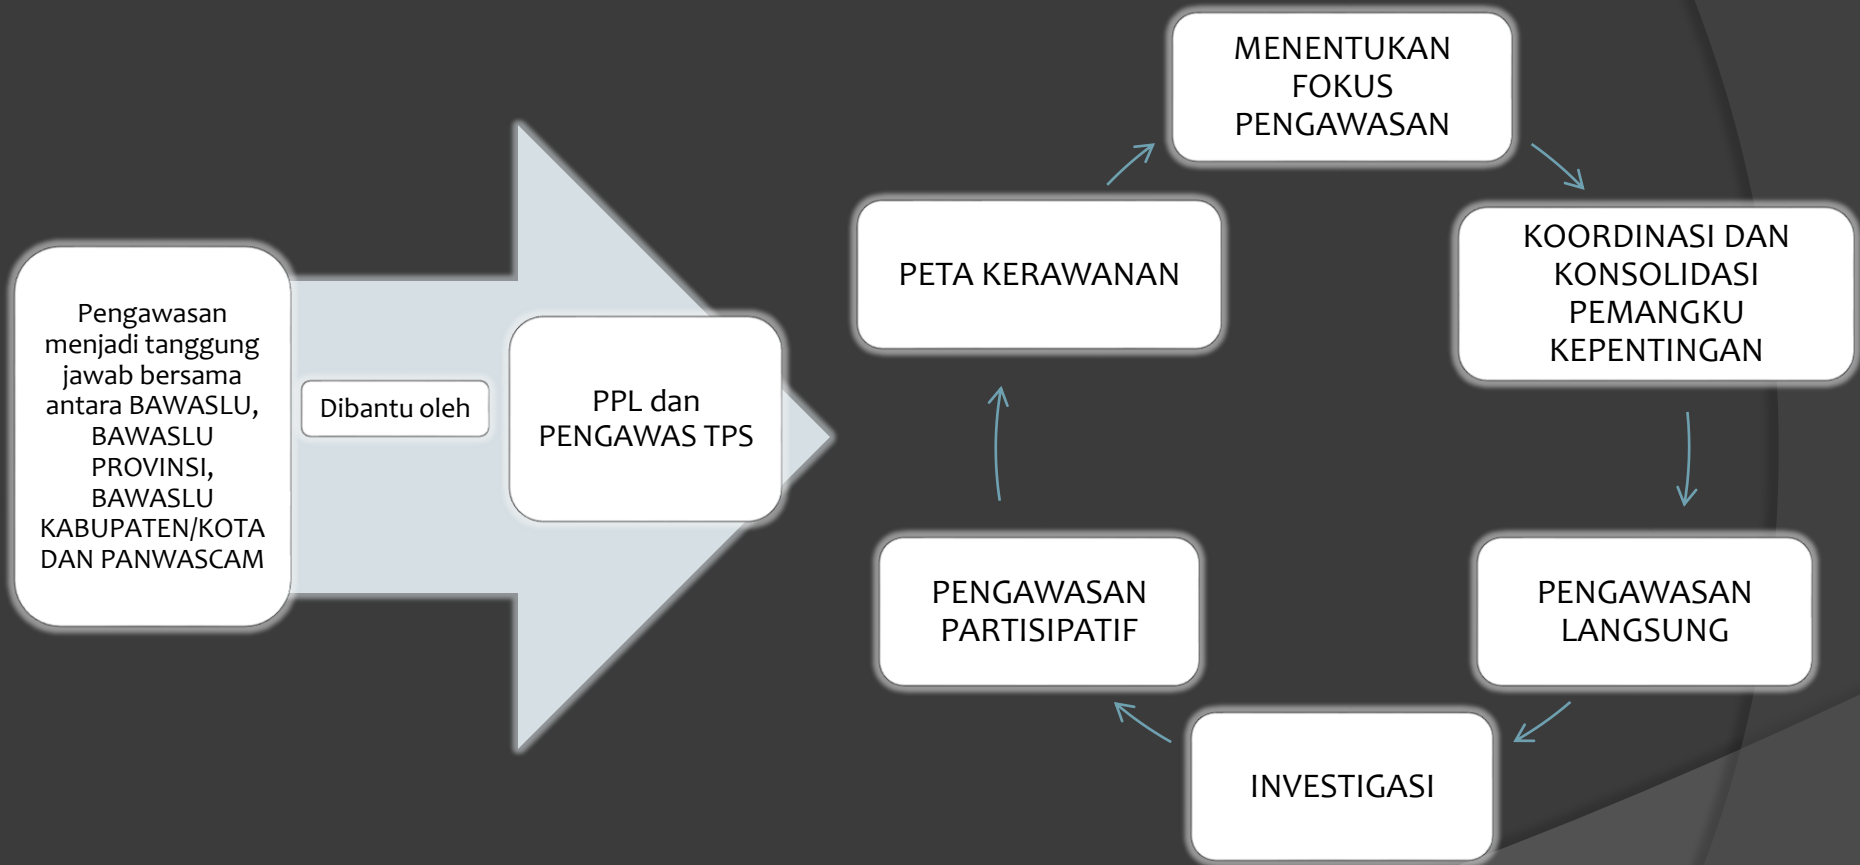 Pengawasan
menjadi tanggung
jawab bersama
antara BAWASLU,
BAWASLU
PROVINSI,
BAWASLU
KABUPATEN/KOTA
DAN PANWASCAM
Dibantu oleh
PPL dan
PENGAWAS TPS
MENENTUKAN
FOKUS
PENGAWASAN
KOORDINASI DAN
KONSOLIDASI
PEMANGKU
KEPENTINGAN
PENGAWASAN
LANGSUNG
INVESTIGASI
PENGAWASAN
PARTISIPATIF
PETA KERAWANAN